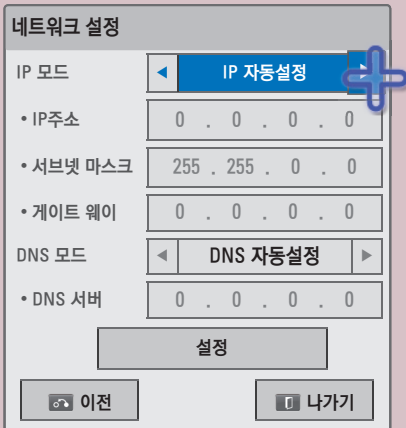 네트워크 설정
IP 모드 ◀ IP 자동설정
• IP주소 0 . 0 . 0 . 0
• 서브넷 마스크 255 . 255 . 0 . 0
• 게이트 웨이 0 . 0 . 0 . 0
DNS 모드 ◀ DNS 자동설정 ▶
• DNS 서버 0 . 0 . 0 . 0
설정
이전 나가기